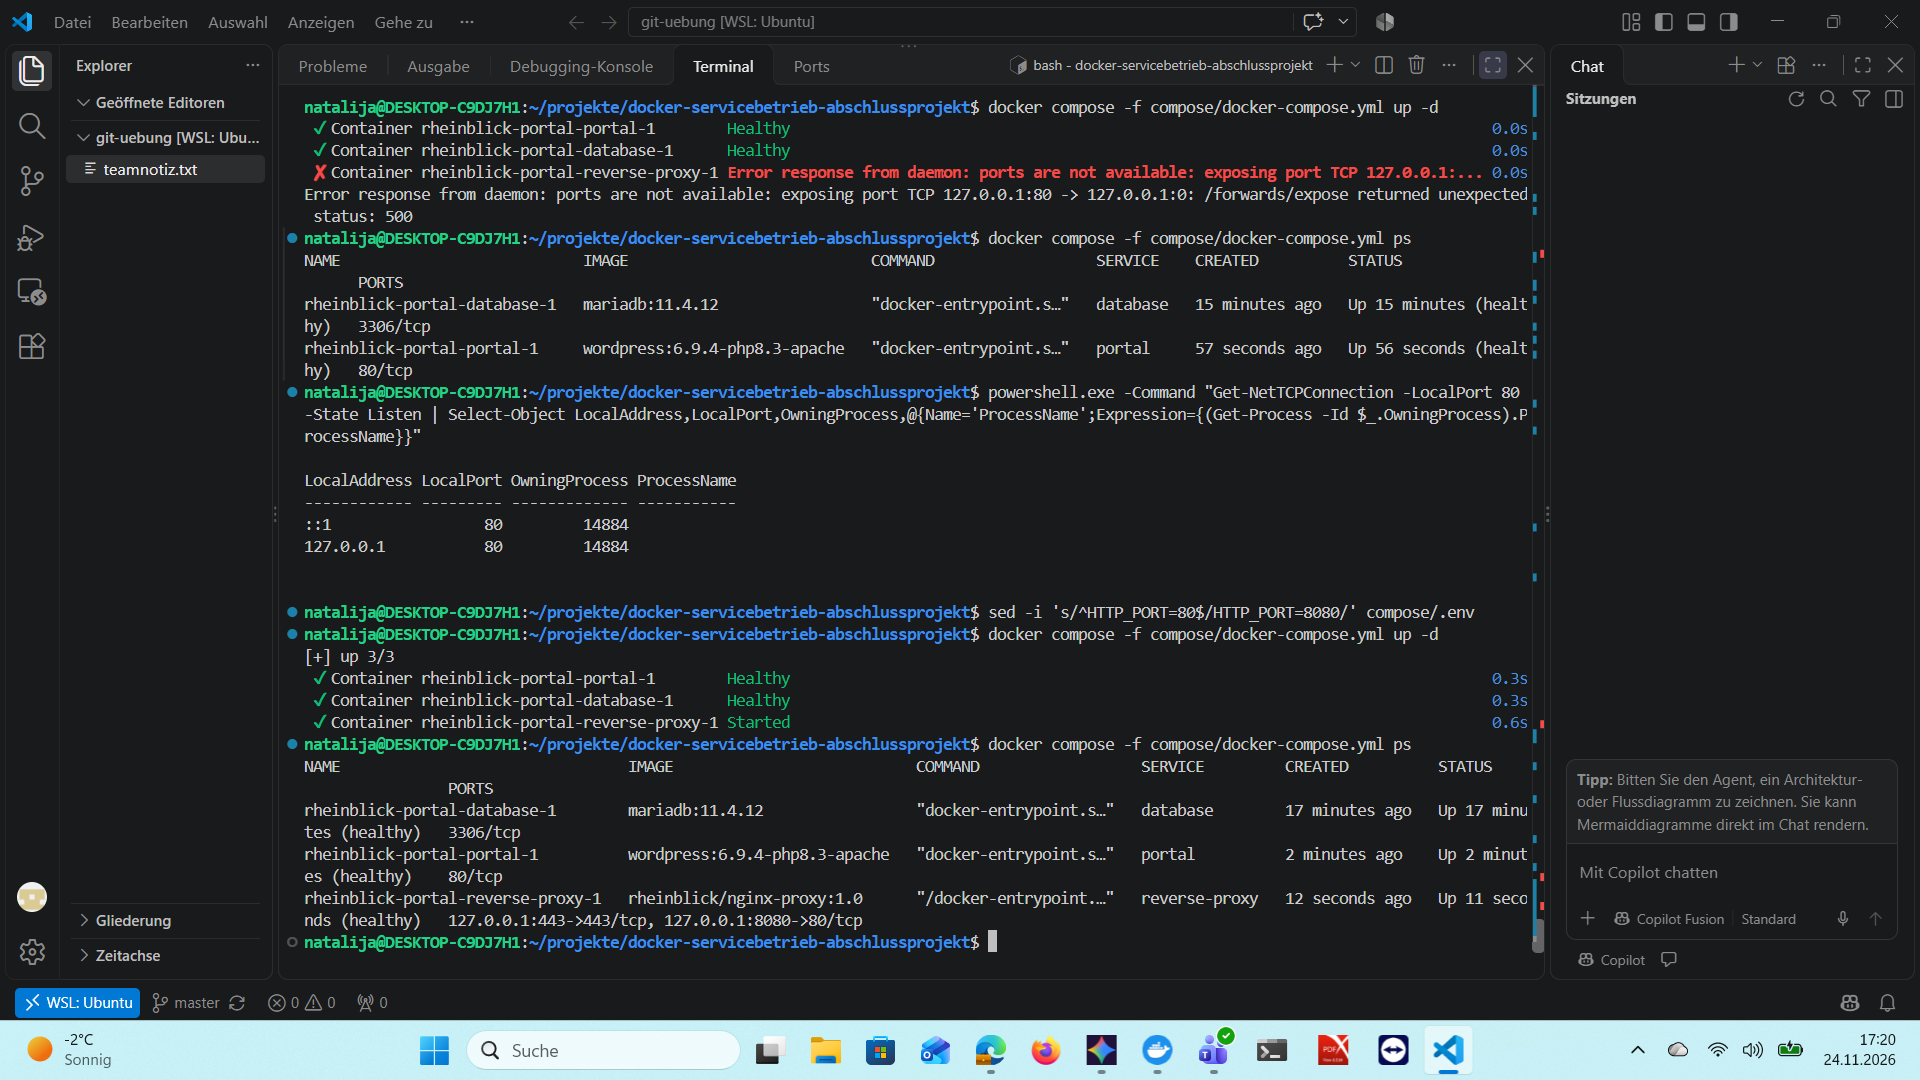 Datei Bearbeiten Auswahl Anzeigen Gehe zu ···
git-uebung [WSL: Ubuntu]
Explorer
Geöffnete Editoren
git-uebung [WSL: Ubu...
teamnotiz.txt
Gliederung
Zeitachse
Probleme Ausgabe Debugging-Konsole Terminal Ports
bash - docker-servicebetrieb-abschlussprojekt
natalija@DESKTOP-C9DJ7H1:~/projekte/docker-servicebetrieb-abschlussprojekt$ docker compose -f compose/docker-compose.yml up -d
✓Container rheinblick-portal-portal-1 Healthy 0.0s
✓Container rheinblick-portal-database-1 Healthy 0.0s
✗Container rheinblick-portal-reverse-proxy-1 Error response from daemon: ports are not available: exposing port TCP 127.0.0.1:... 0.0s
Error response from daemon: ports are not available: exposing port TCP 127.0.0.1:80 -> 127.0.0.1:0: /forwards/expose returned unexpected
status: 500
natalija@DESKTOP-C9DJ7H1:~/projekte/docker-servicebetrieb-abschlussprojekt$ docker compose -f compose/docker-compose.yml ps
NAME IMAGE COMMAND SERVICE CREATED STATUS
PORTS
rheinblick-portal-database-1 mariadb:11.4.12 "docker-entrypoint.s…" database 15 minutes ago Up 15 minutes (healt
hy) 3306/tcp
rheinblick-portal-portal-1 wordpress:6.9.4-php8.3-apache "docker-entrypoint.s…" portal 57 seconds ago Up 56 seconds (healt
hy) 80/tcp
natalija@DESKTOP-C9DJ7H1:~/projekte/docker-servicebetrieb-abschlussprojekt$ powershell.exe -Command "Get-NetTCPConnection -LocalPort 80
-State Listen | Select-Object LocalAddress,LocalPort,OwningProcess,@{Name='ProcessName';Expression={(Get-Process -Id $_.OwningProcess).P
rocessName}}"
LocalAddress LocalPort OwningProcess ProcessName
------------ --------- ------------- -----------
::1 80 14884
127.0.0.1 80 14884
natalija@DESKTOP-C9DJ7H1:~/projekte/docker-servicebetrieb-abschlussprojekt$ sed -i 's/^HTTP_PORT=80$/HTTP_PORT=8080/' compose/.env
natalija@DESKTOP-C9DJ7H1:~/projekte/docker-servicebetrieb-abschlussprojekt$ docker compose -f compose/docker-compose.yml up -d
[+] up 3/3
✓Container rheinblick-portal-portal-1 Healthy 0.3s
✓Container rheinblick-portal-database-1 Healthy 0.3s
✓Container rheinblick-portal-reverse-proxy-1 Started 0.6s
natalija@DESKTOP-C9DJ7H1:~/projekte/docker-servicebetrieb-abschlussprojekt$ docker compose -f compose/docker-compose.yml ps
NAME IMAGE COMMAND SERVICE CREATED STATUS
PORTS
rheinblick-portal-database-1 mariadb:11.4.12 "docker-entrypoint.s…" database 17 minutes ago Up 17 minu
tes (healthy) 3306/tcp
rheinblick-portal-portal-1 wordpress:6.9.4-php8.3-apache "docker-entrypoint.s…" portal 2 minutes ago Up 2 minut
es (healthy) 80/tcp
rheinblick-portal-reverse-proxy-1 rheinblick/nginx-proxy:1.0 "/docker-entrypoint.…" reverse-proxy 12 seconds ago Up 11 seco
nds (healthy) 127.0.0.1:443->443/tcp, 127.0.0.1:8080->80/tcp
natalija@DESKTOP-C9DJ7H1:~/projekte/docker-servicebetrieb-abschlussprojekt$
Chat
Sitzungen
Tipp: Bitten Sie den Agent, ein Architektur-
oder Flussdiagramm zu zeichnen. Sie kann
Mermaiddiagramme direkt im Chat rendern.
Mit Copilot chatten
Copilot Fusion Standard
Copilot
WSL: Ubuntu master 0 0 0
-2°C
Sonnig
Suche
17:20
24.11.2026